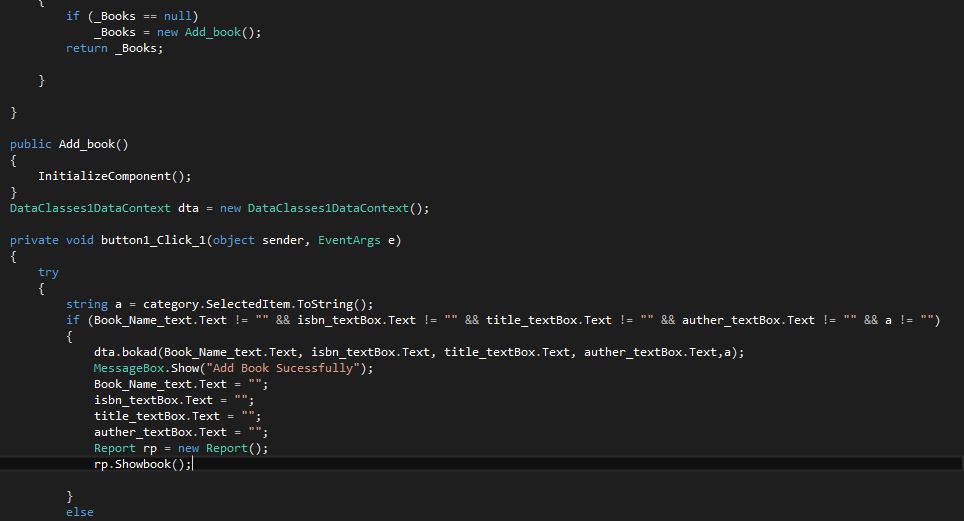 {
if (_Books == null)
_Books = new Add_book();
return _Books;
}
}
public Add_book()
{
InitializeComponent();
}
DataClasses1DataContext dta = new DataClasses1DataContext();
private void button1_Click_1(object sender, EventArgs e)
{
try
{
string a = category.SelectedItem.ToString();
if (Book_Name_text.Text != "" && isbn_textBox.Text != "" && title_textBox.Text != "" && auther_textBox.Text != "" && a != "")
{
dta.bokad(Book_Name_text.Text, isbn_textBox.Text, title_textBox.Text, auther_textBox.Text,a);
MessageBox.Show("Add Book Sucessfully");
Book_Name_text.Text = "";
isbn_textBox.Text = "";
title_textBox.Text = "";
auther_textBox.Text = "";
Report rp = new Report();
rp.Showbook();
}
else